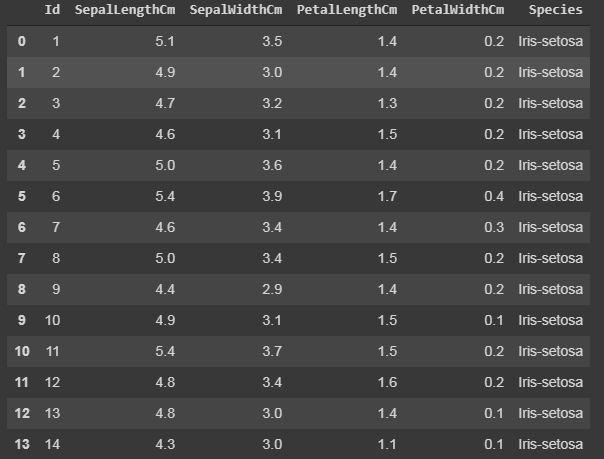 Id SepalLengthCm SepalWidthCm PetalLengthCm PetalWidthCm Species
0 1 5.1 3.5 1.4 0.2 Iris-setosa
1 2 4.9 3.0 1.4 0.2 Iris-setosa
2 3 4.7 3.2 1.3 0.2 Iris-setosa
3 4 4.6 3.1 1.5 0.2 Iris-setosa
4 5 5.0 3.6 1.4 0.2 Iris-setosa
5 6 5.4 3.9 1.7 0.4 Iris-setosa
6 7 4.6 3.4 1.4 0.3 Iris-setosa
7 8 5.0 3.4 1.5 0.2 Iris-setosa
8 9 4.4 2.9 1.4 0.2 Iris-setosa
9 10 4.9 3.1 1.5 0.1 Iris-setosa
10 11 5.4 3.7 1.5 0.2 Iris-setosa
11 12 4.8 3.4 1.6 0.2 Iris-setosa
12 13 4.8 3.0 1.4 0.1 Iris-setosa
13 14 4.3 3.0 1.1 0.1 Iris-setosa